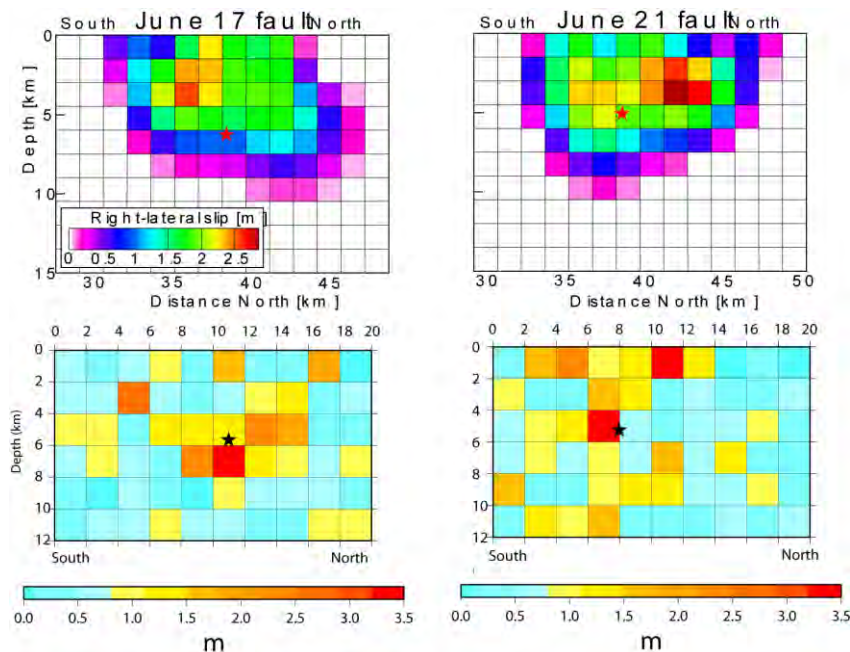 June 17 fault
South North
0
5
10
15
Depth [km]
Right-lateral slip [m]
0 0.5 1 1.5 2 2.5
30 35 40 45
Distance North [km]
June 21 fault
South North
30 35 40 45 50
Distance North [km]
0 2 4 6 8 10 12 14 16 18 20
0
2
4
6
8
10
12
Depth (km)
South North
0.0 0.5 1.0 1.5 2.0 2.5 3.0 3.5
m
0 2 4 6 8 10 12 14 16 18 20
0
2
4
6
8
10
12
South North
0.0 0.5 1.0 1.5 2.0 2.5 3.0 3.5
m